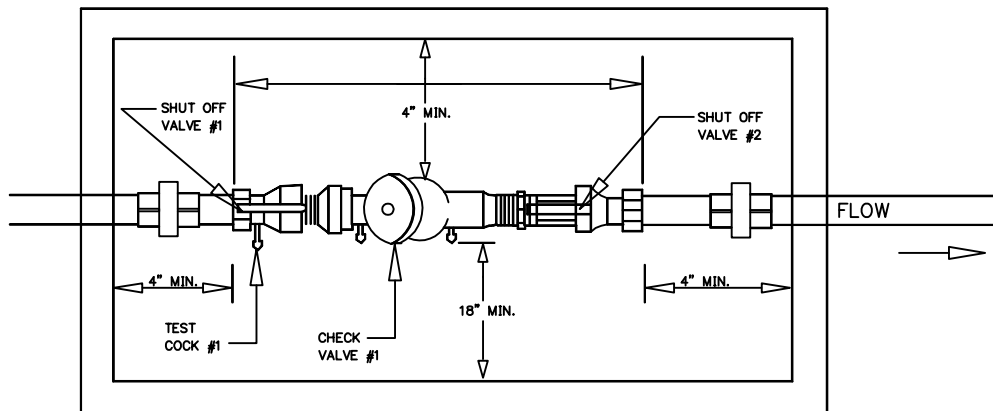 SHUT OFF
VALVE #1
4" MIN.
SHUT OFF
VALVE #2
FLOW
4" MIN.
4" MIN.
18" MIN.
TEST
COCK #1
CHECK
VALVE #1